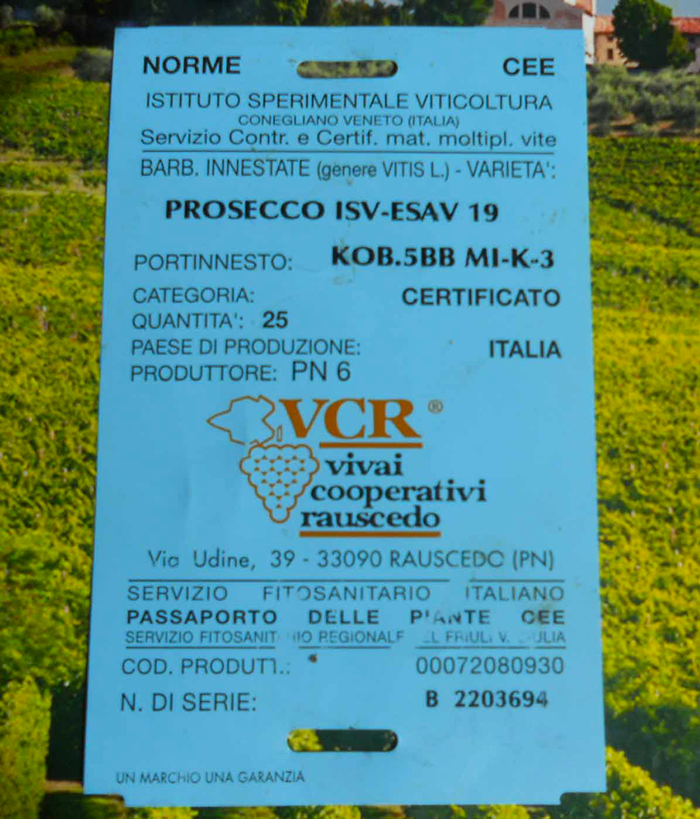 NORME CEE
ISTITUTO SPERIMENTALE VITICOLTURA
CONEGLIANO VENETO (ITALIA)
Servizio Contr. e Certif. mat. moltipl. vite
BARB. INNESTATE (genere VITIS L.) - VARIETA':
PROSECCO ISV-ESAV 19
PORTINNESTO: KOB.5BB MI-K-3
CATEGORIA: CERTIFICATO
QUANTITA': 25
PAESE DI PRODUZIONE: ITALIA
PRODUTTORE: PN 6
VCR ®
vivai
cooperativi
rauscedo
Via Udine, 39 - 33090 RAUSCEDO (PN)
SERVIZIO FITOSANITARIO ITALIANO
PASSAPORTO DELLE PIANTE CEE
SERVIZIO REGIONALE FRIULI V.
COD. PRODUTT.: 00072080930
N. DI SERIE: B 2203694
UN MARCHIO UNA GARANZIA